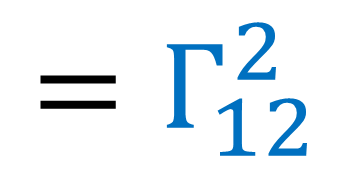 = Γ²₁₂